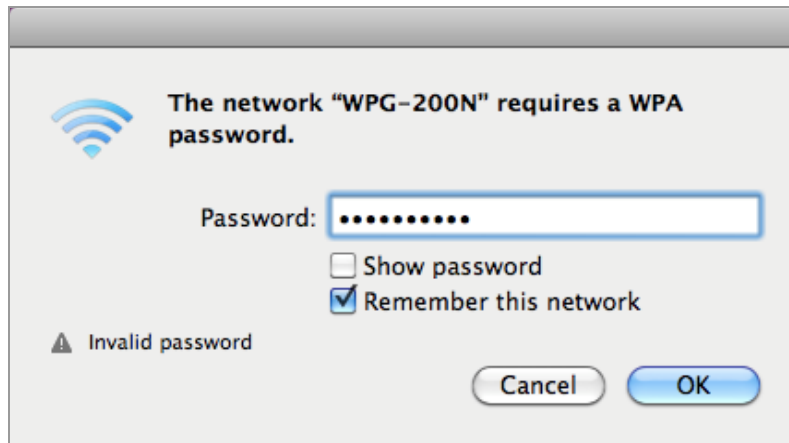 The network “WPG-200N” requires a WPA
password.
Password: ••••••••••
Show password
Remember this network
Invalid password
Cancel OK